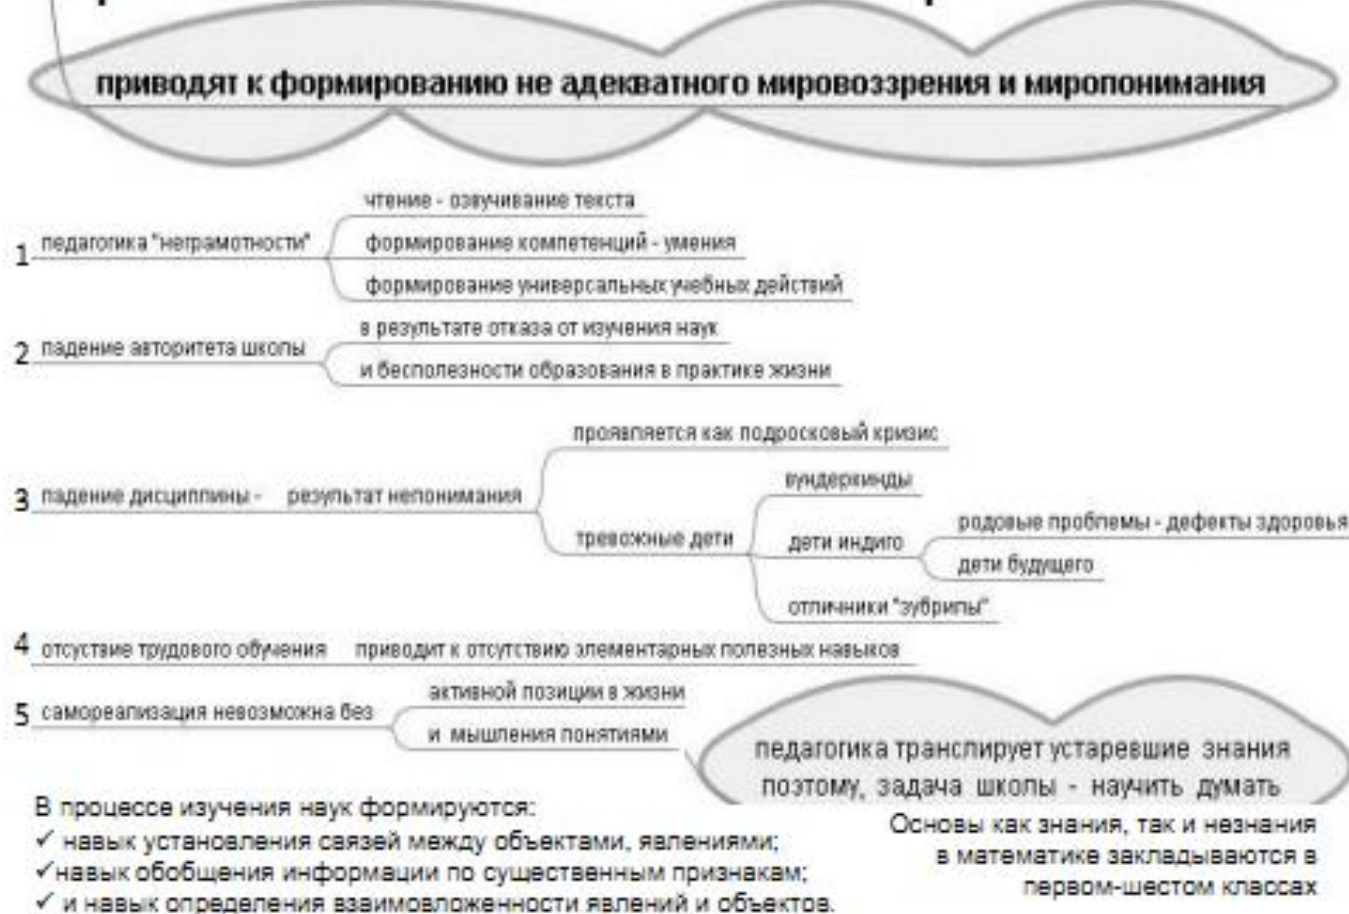 приводят к формированию не адекватного мировоззрения и миропонимания
чтение - озвучивание текста
1 педагогика "неграмотности"
формирование компетенций - умения
формирование универсальных учебных действий
в результате отказа от изучения наук
2 падение авторитета школы
и бесполезности образования в практике жизни
проявляется как подросковый кризис
3 падение дисциплины - результат непонимания
вундеркинды
тревожные дети
дети индиго
родовые проблемы - дефекты здоровья
дети будущего
отличники "зубрилы"
4 отсуствие трудового обучения приводит к отсутствию элементарных полезных навыков
5 самореализация невозможна без
активной позиции в жизни
и мышления понятиями
педагогика транслирует устаревшие знания
поэтому, задача школы - научить думать
В процессе изучения наук формируются:
✓ навык установления связей между объектами, явлениями;
✓ навык обобщения информации по существенным признакам;
✓ и навык определения взаимовложенности явлений и объектов.
Основы как знания, так и незнания
в математике закладываются в
первом-шестом классах